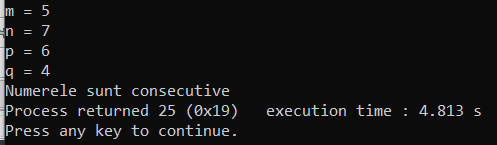 m = 5
n = 7
p = 6
q = 4
Numerele sunt consecutive
Process returned 25 (0x19)   execution time : 4.813 s
Press any key to continue.